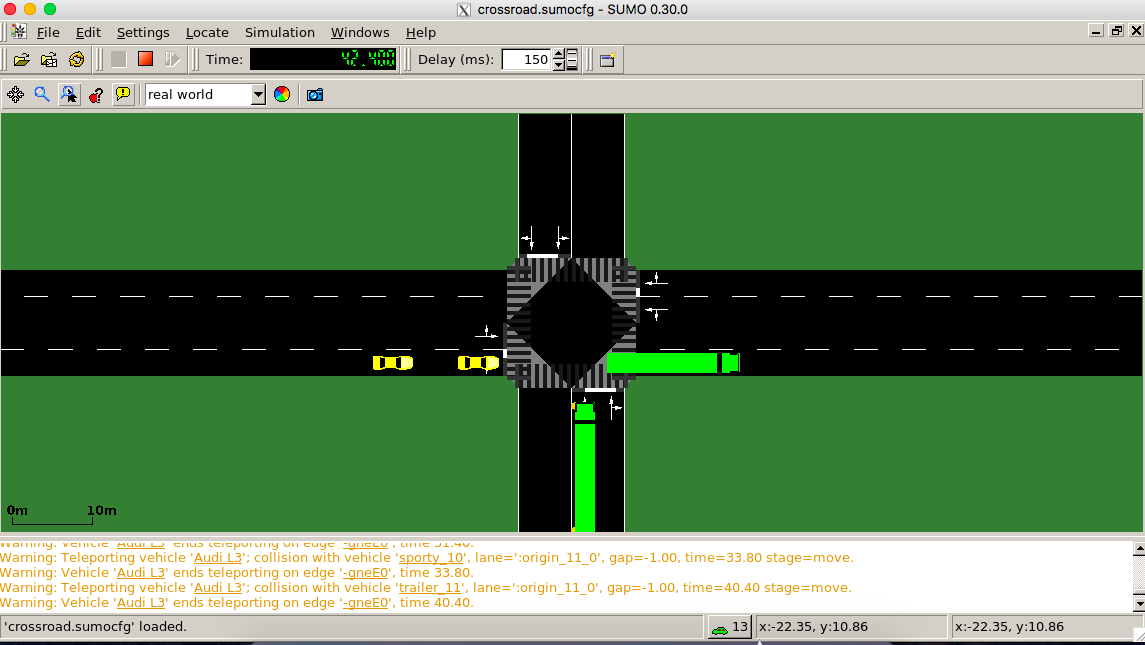 crossroad.sumocfg - SUMO 0.30.0
File Edit Settings Locate Simulation Windows Help
Time: 42.400 Delay (ms): 150
real world
0m 10m
Warning: Vehicle 'Audi L3' ends teleporting on edge '-gneE0', time 31.40.
Warning: Teleporting vehicle 'Audi L3'; collision with vehicle 'sporty_10', lane=':origin_11_0', gap=-1.00, time=33.80 stage=move.
Warning: Vehicle 'Audi L3' ends teleporting on edge '-gneE0', time 33.80.
Warning: Teleporting vehicle 'Audi L3'; collision with vehicle 'trailer_11', lane=':origin_11_0', gap=-1.00, time=40.40 stage=move.
Warning: Vehicle 'Audi L3' ends teleporting on edge '-gneE0', time 40.40.
'crossroad.sumocfg' loaded. 13 x:-22.35, y:10.86 x:-22.35, y:10.86